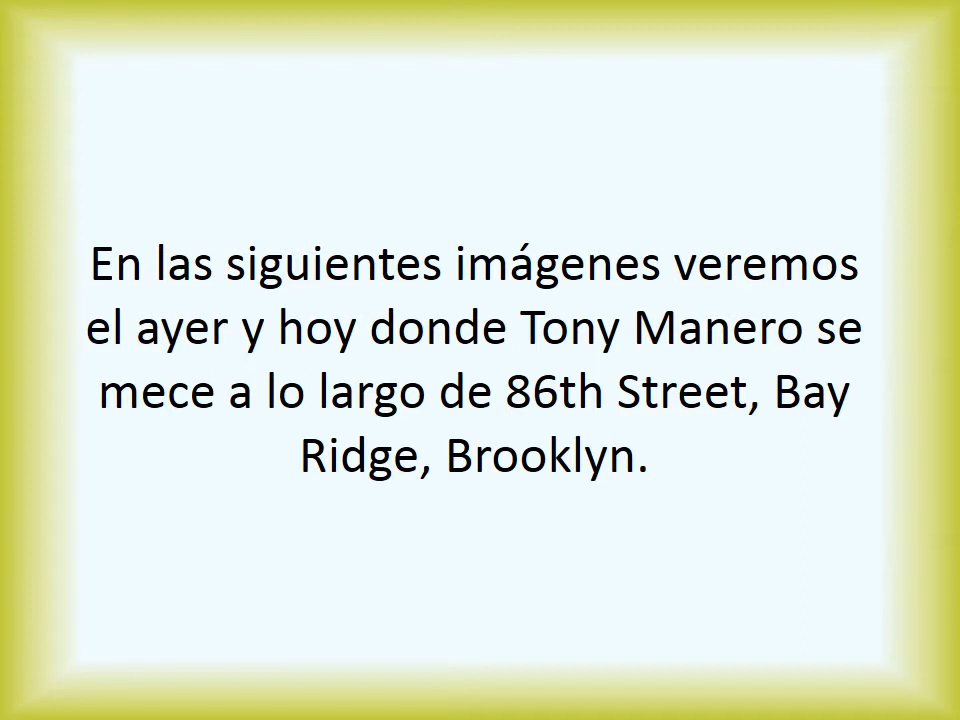 En las siguientes imágenes veremos
el ayer y hoy donde Tony Manero se
mece a lo largo de 86th Street, Bay
Ridge, Brooklyn.